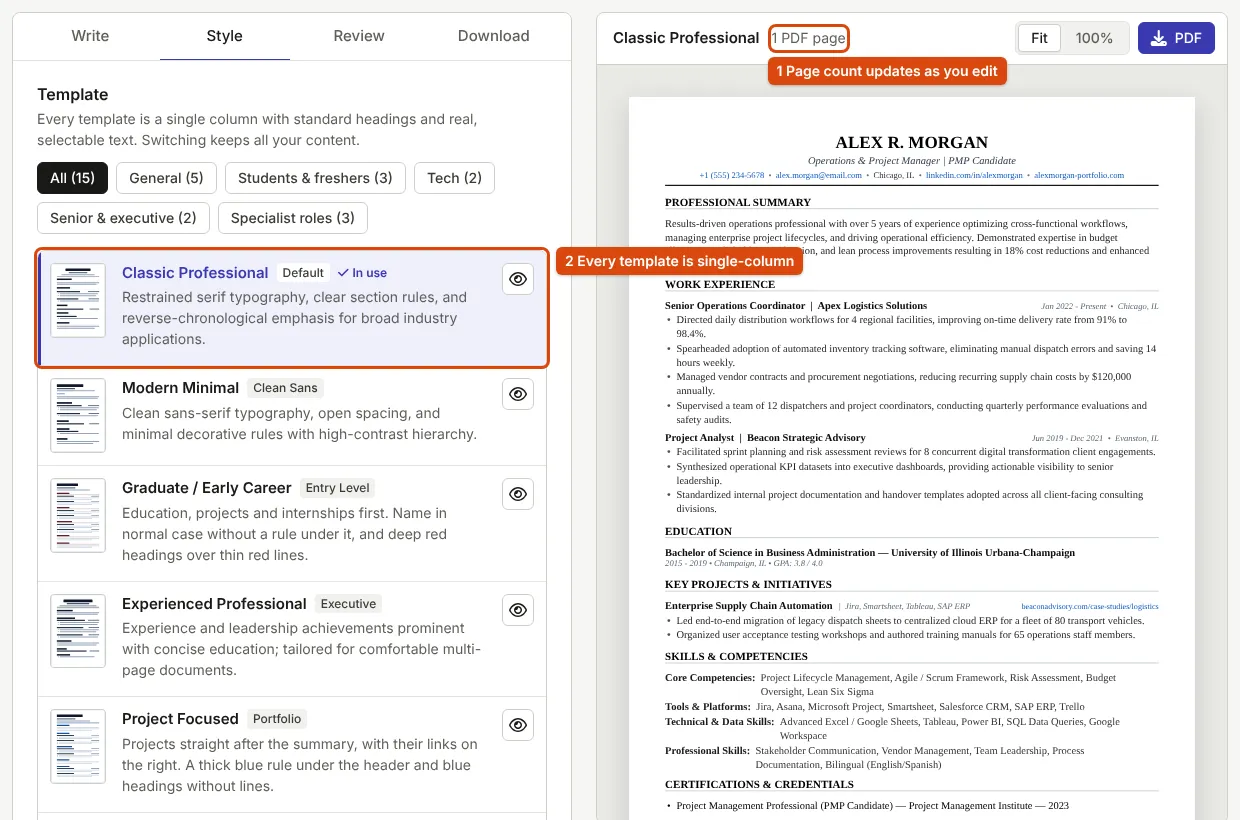 Write
Style
Review
Download
Template
Every template is a single column with standard headings and real,
selectable text. Switching keeps all your content.
All (15)
General (5)
Students & freshers (3)
Tech (2)
Senior & executive (2)
Specialist roles (3)
Classic Professional Default In use
Restrained serif typography, clear section rules, and
reverse-chronological emphasis for broad industry
applications.
Modern Minimal Clean Sans
Clean sans-serif typography, open spacing, and
minimal decorative rules with high-contrast hierarchy.
Graduate / Early Career Entry Level
Education, projects and internships first. Name in
normal case without a rule under it, and deep red
headings over thin red lines.
Experienced Professional Executive
Experience and leadership achievements prominent
with concise education; tailored for comfortable multi-
page documents.
Project Focused Portfolio
Projects straight after the summary, with their links on
the right. A thick blue rule under the header and blue
headings without lines.
Classic Professional 1 PDF page
Fit
100%
PDF
1 Page count updates as you edit
2 Every template is single-column
ALEX R. MORGAN
Operations & Project Manager | PMP Candidate
+1 (555) 234-5678 • alex.morgan@email.com • Chicago, IL • linkedin.com/in/alexmorgan • alexmorgan-portfolio.com
PROFESSIONAL SUMMARY
Results-driven operations professional with over 5 years of experience optimizing cross-functional workflows,
managing enterprise project lifecycles, and driving operational efficiency. Demonstrated expertise in budget
and lean process improvements resulting in 18% cost reductions and enhanced
WORK EXPERIENCE
Senior Operations Coordinator | Apex Logistics Solutions
Jan 2022 - Present • Chicago, IL
• Directed daily distribution workflows for 4 regional facilities, improving on-time delivery rate from 91% to
98.4%.
• Spearheaded adoption of automated inventory tracking software, eliminating manual dispatch errors and saving 14
hours weekly.
• Managed vendor contracts and procurement negotiations, reducing recurring supply chain costs by $120,000
annually.
• Supervised a team of 12 dispatchers and project coordinators, conducting quarterly performance evaluations and
safety audits.
Project Analyst | Beacon Strategic Advisory
Jun 2019 - Dec 2021 • Evanston, IL
• Facilitated sprint planning and risk assessment reviews for 8 concurrent digital transformation client engagements.
• Synthesized operational KPI datasets into executive dashboards, providing actionable visibility to senior
leadership.
• Standardized internal project documentation and handover templates adopted across all client-facing consulting
divisions.
EDUCATION
Bachelor of Science in Business Administration — University of Illinois Urbana-Champaign
2015 - 2019 • Champaign, IL • GPA: 3.8 / 4.0
KEY PROJECTS & INITIATIVES
Enterprise Supply Chain Automation | Jira, Smartsheet, Tableau, SAP ERP
beaconadvisory.com/case-studies/logistics
• Led end-to-end migration of legacy dispatch sheets to centralized cloud ERP for a fleet of 80 transport vehicles.
• Organized user acceptance testing workshops and authored training manuals for 65 operations staff members.
SKILLS & COMPETENCIES
Core Competencies: Project Lifecycle Management, Agile / Scrum Framework, Risk Assessment, Budget
Oversight, Lean Six Sigma
Tools & Platforms: Jira, Asana, Microsoft Project, Smartsheet, Salesforce CRM, SAP ERP, Trello
Technical & Data Skills: Advanced Excel / Google Sheets, Tableau, Power BI, SQL Data Queries, Google
Workspace
Professional Skills: Stakeholder Communication, Vendor Management, Team Leadership, Process
Documentation, Bilingual (English/Spanish)
CERTIFICATIONS & CREDENTIALS
• Project Management Professional (PMP Candidate) — Project Management Institute — 2023